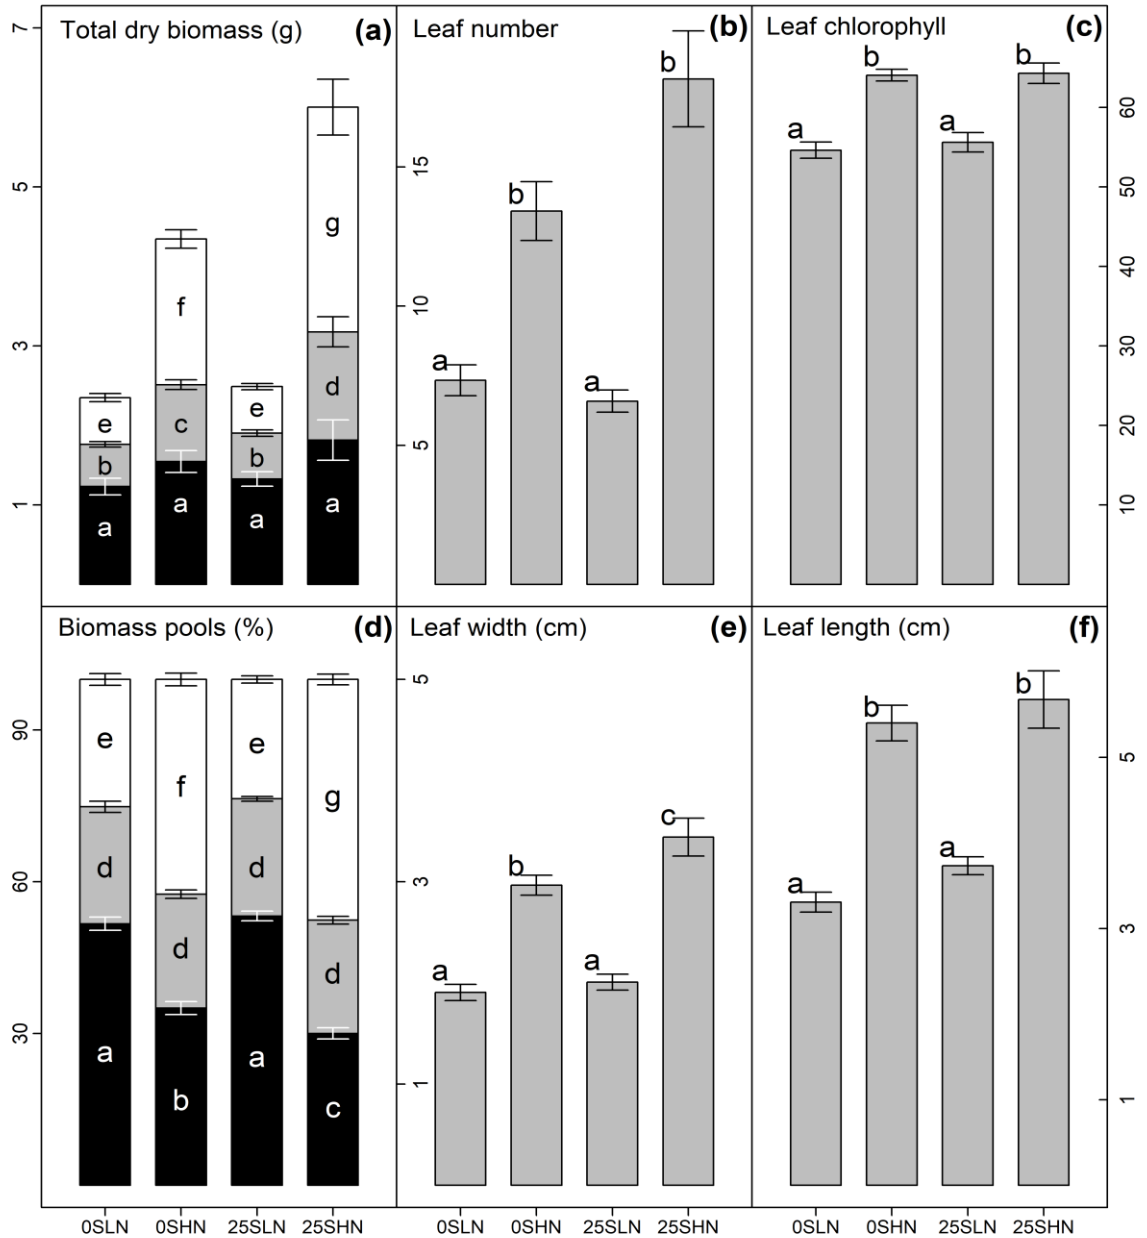 Total dry biomass (g) (a)
7
5
3
1
e
b
a
f
c
a
e
b
a
g
d
a
Leaf number (b)
15
10
5
a
b
a
b
Leaf chlorophyll (c)
a
b
a
b
60
50
40
30
20
10
Biomass pools (%) (d)
90
60
30
e
d
a
f
d
b
e
d
a
g
d
c
0SLN 0SHN 25SLN 25SHN
Leaf width (cm) (e)
5
3
1
a
b
a
c
0SLN 0SHN 25SLN 25SHN
Leaf length (cm) (f)
a
b
a
b
5
3
1
0SLN 0SHN 25SLN 25SHN